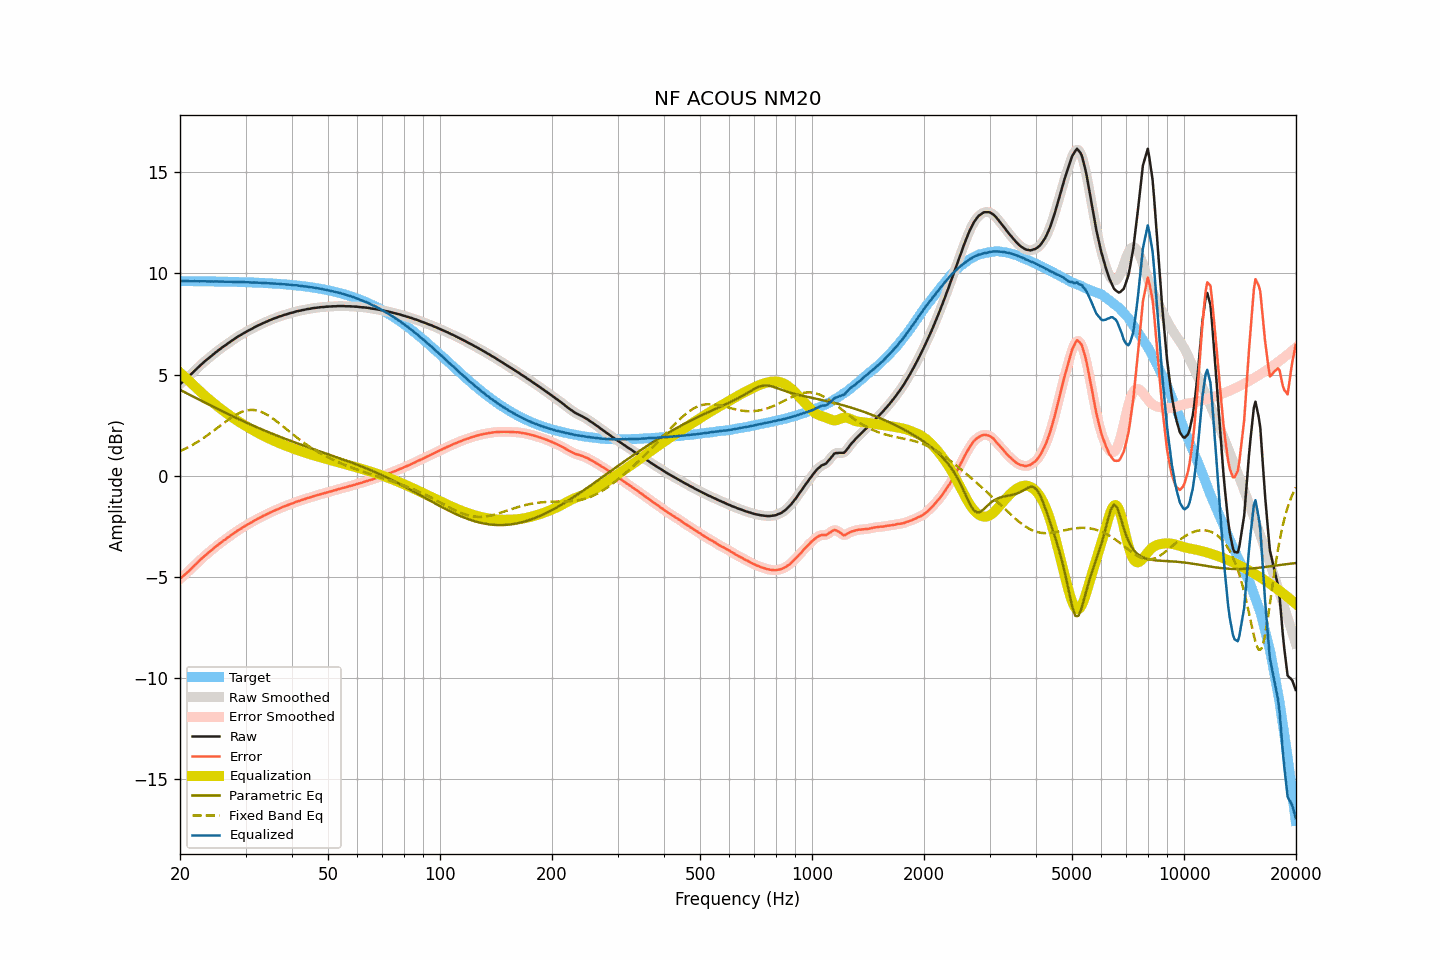 NF ACOUS NM20
Amplitude (dBr)
15
10
5
0
−5
−10
−15
Target
Raw Smoothed
Error Smoothed
Raw
Error
Equalization
Parametric Eq
Fixed Band Eq
Equalized
20 50 100 200 500 1000 2000 5000 10000 20000
Frequency (Hz)